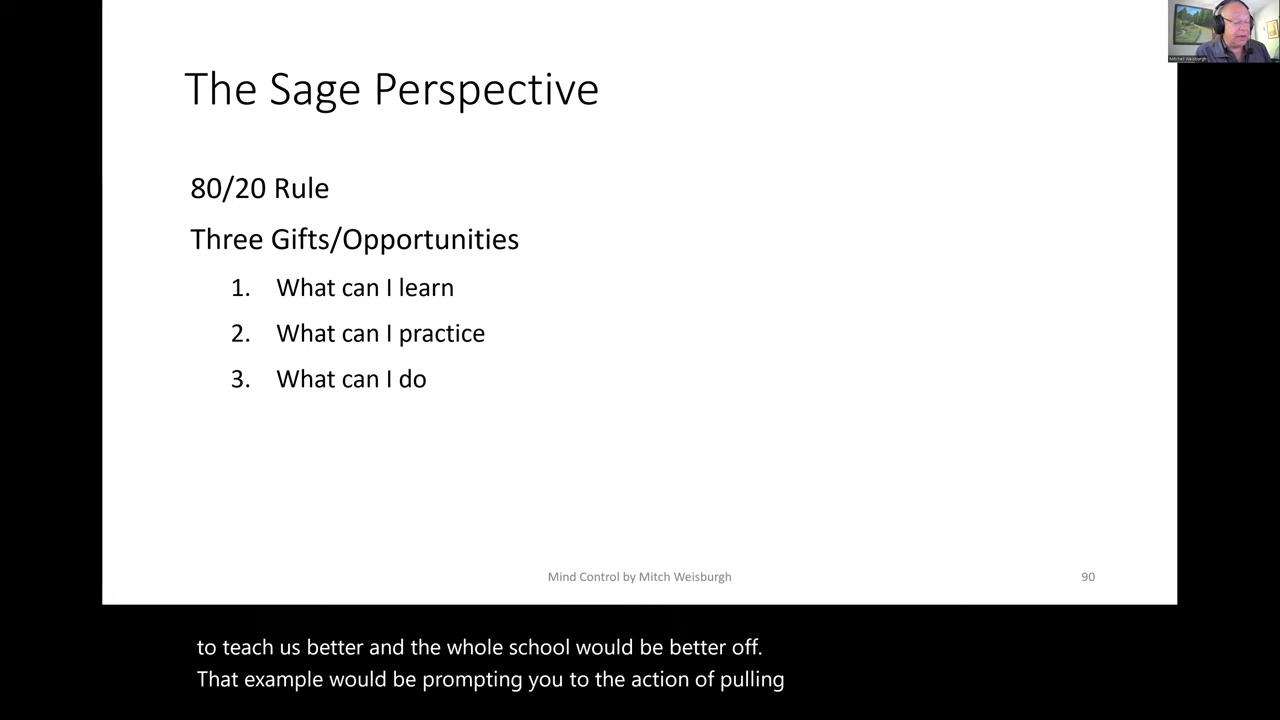 Mitchell Weisburgh
The Sage Perspective
80/20 Rule
Three Gifts/Opportunities
1. What can I learn
2. What can I practice
3. What can I do
Mind Control by Mitch Weisburgh
90
to teach us better and the whole school would be better off.
That example would be prompting you to the action of pulling